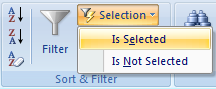 Selection
A
Z
Z
A
A
Z
Filter
Is Selected
Is Not Selected
Sort & Filter